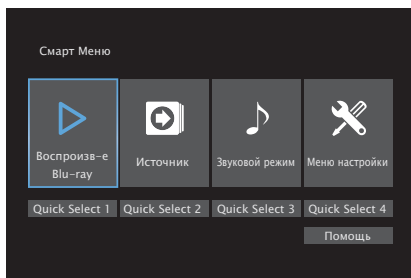 Смарт Меню
Воспроизв-е
Blu-ray
Источник
Звуковой режим
Меню настройки
Quick Select 1
Quick Select 2
Quick Select 3
Quick Select 4
Помощь